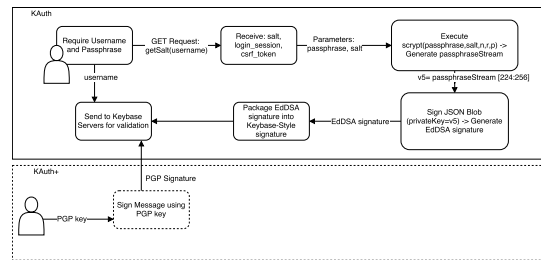 KAuth
Require Username
and Passphrase
GET Request:
getSalt(username)
Receive: salt,
login_session,
csrf_token
Parameters:
passphrase, salt
Execute
scrypt(passphrase,salt,n,r,p) ->
Generate passphraseStream
username
v5= passphraseStream [224:256]
Send to Keybase
Servers for validation
Package EdDSA
signature into
Keybase-Style
signature
EdDSA signature
Sign JSON Blob
(privateKey=v5) -> Generate
EdDSA signature
KAuth+
PGP Signature
PGP key
Sign Message using
PGP key